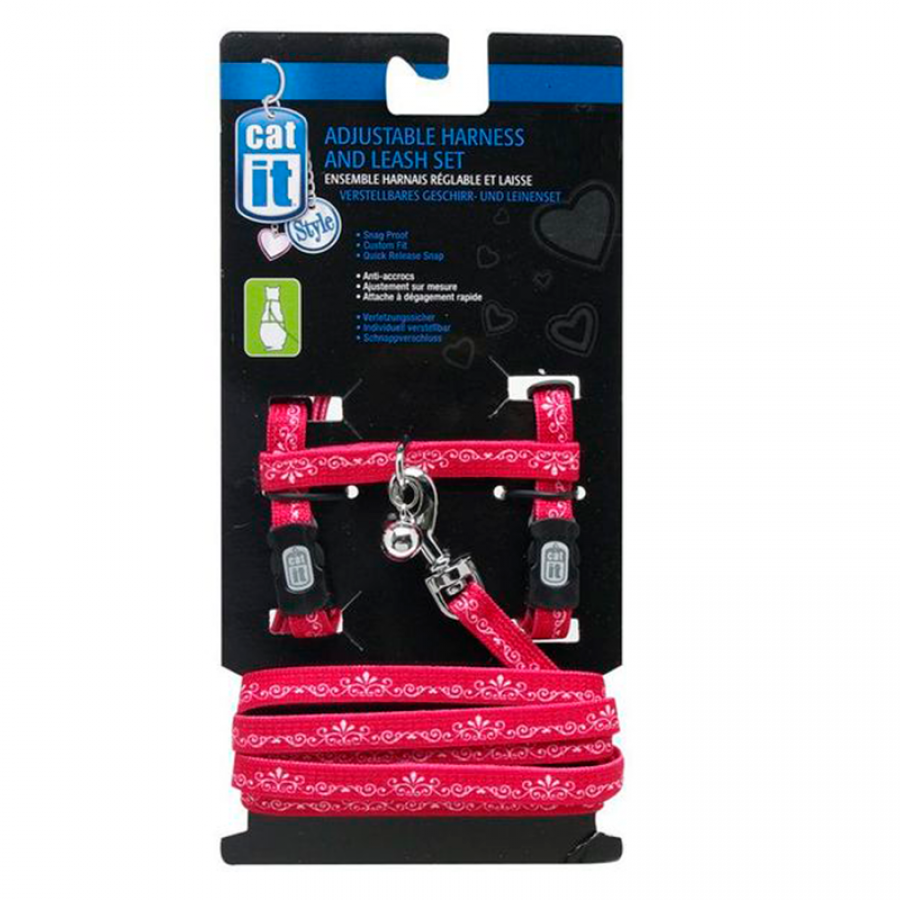 cat
it
Style
ADJUSTABLE HARNESS
AND LEASH SET
ENSEMBLE HARNAIS RÉGLABLE ET LAISSE
VERSTELLBARES GESCHIRR- UND LEINENSET
• Snag Proof
• Custom Fit
• Quick Release Snap
• Anti-accrocs
• Ajustement sur mesure
• Attache à dégagement rapide
• Verletzungssicher
• Individuell verstellbar
• Schnappverschluss
cat
it
cat
it